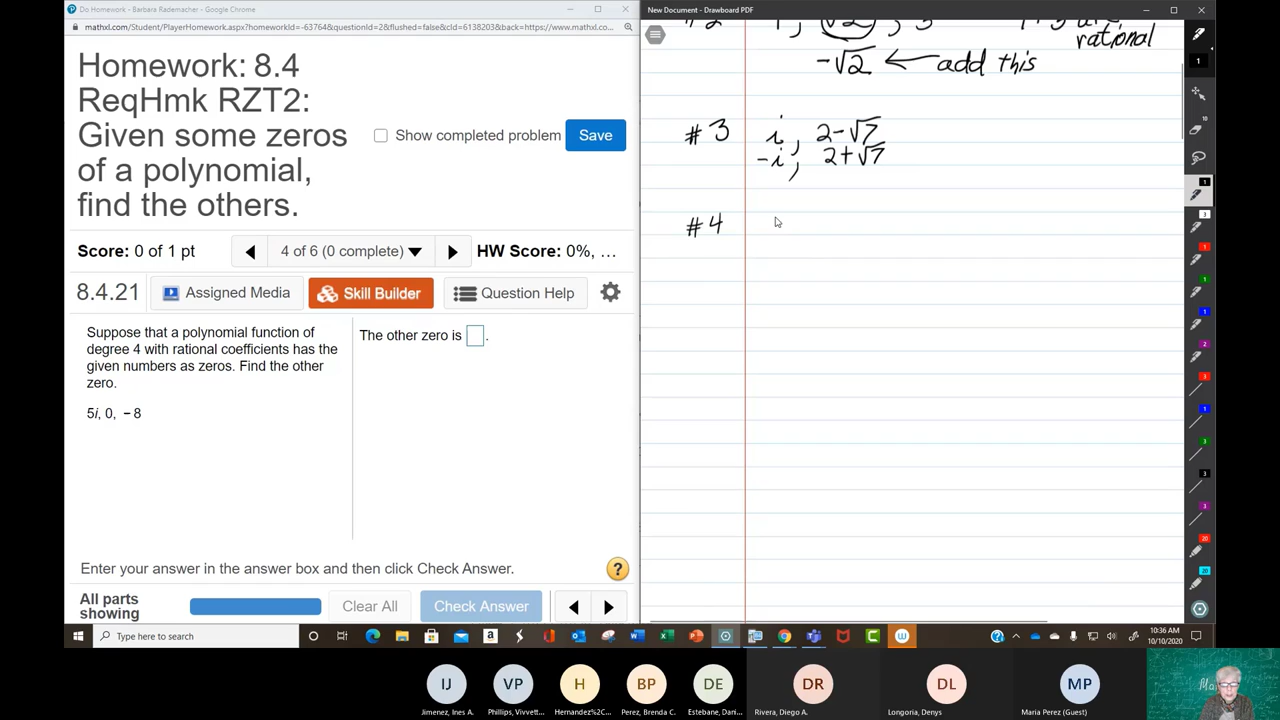 Do Homework - Barbara Rademacher - Google Chrome
mathxl.com/Student/PlayerHomework.aspx?homeworkId=-63764&questionId=2&flushed=false&cId=6138203&back=https://www.mathxl.co...
Homework: 8.4
ReqHmk RZT2:
Given some zeros
of a polynomial,
find the others.
Show completed problem
Save
Score: 0 of 1 pt
4 of 6 (0 complete)
HW Score: 0%, ...
8.4.21
Assigned Media
Skill Builder
Question Help
Suppose that a polynomial function of
degree 4 with rational coefficients has the
given numbers as zeros. Find the other
zero.
5i, 0, − 8
The other zero is .
Enter your answer in the answer box and then click Check Answer.
?
All parts
showing
Clear All
Check Answer
New Document - Drawboard PDF
rational
-√2 ← add this
#3 i, 2-√7
-i, 2+√7
#4
Type here to search
10:36 AM
10/10/2020
IJ
Jimenez, Ines A.
VP
Phillips, Vivvett...
H
Hernandez%2C...
BP
Perez, Brenda C.
DE
Estebane, Dani...
DR
Rivera, Diego A.
DL
Longoria, Denys
MP
Maria Perez (Guest)